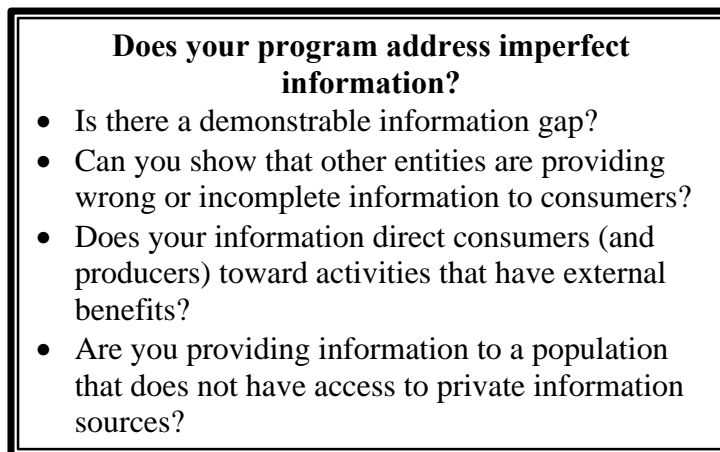 Does your program address imperfect
information?
• Is there a demonstrable information gap?
• Can you show that other entities are providing
wrong or incomplete information to consumers?
• Does your information direct consumers (and
producers) toward activities that have external
benefits?
• Are you providing information to a population
that does not have access to private information
sources?